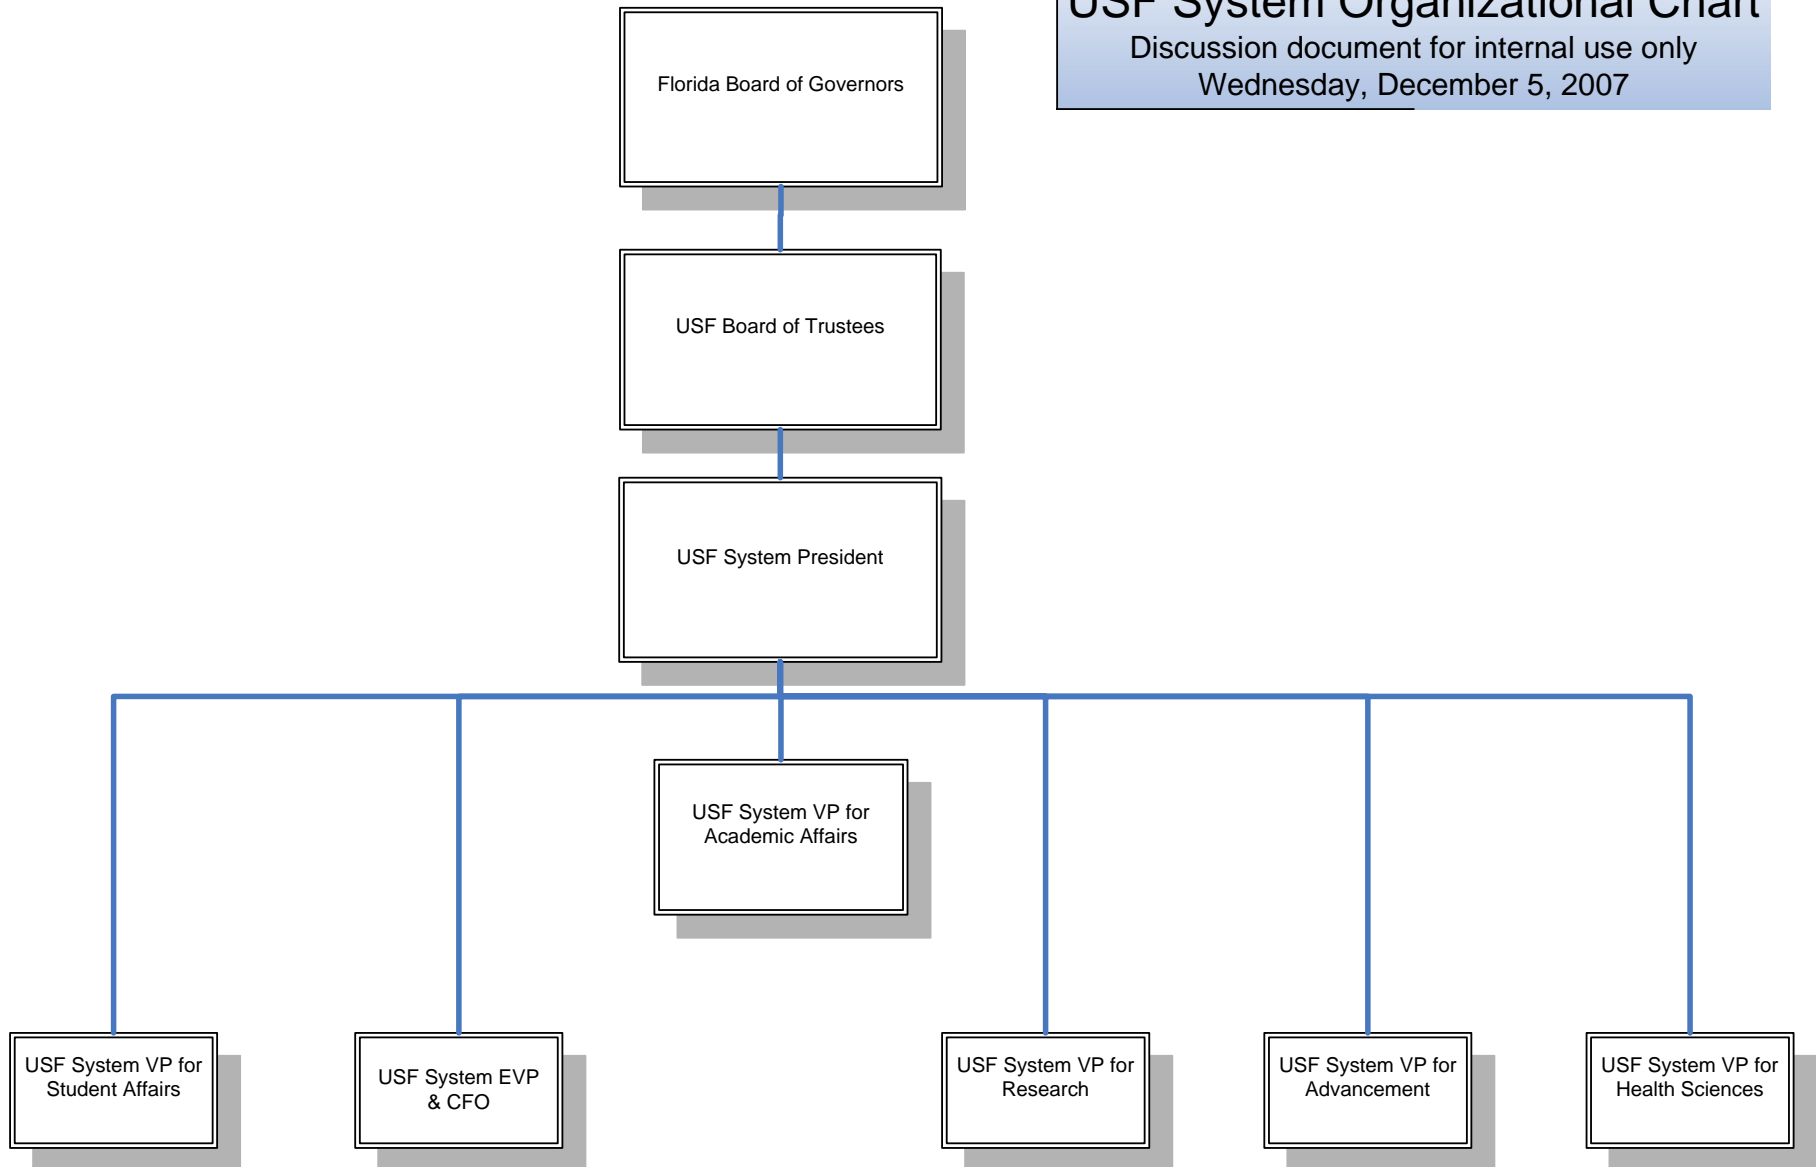 USF System Organizational Chart
Discussion document for internal use only
Wednesday, December 5, 2007
Florida Board of Governors
USF Board of Trustees
USF System President
USF System VP for
Academic Affairs
USF System VP for
Student Affairs
USF System EVP
& CFO
USF System VP for
Research
USF System VP for
Advancement
USF System VP for
Health Sciences